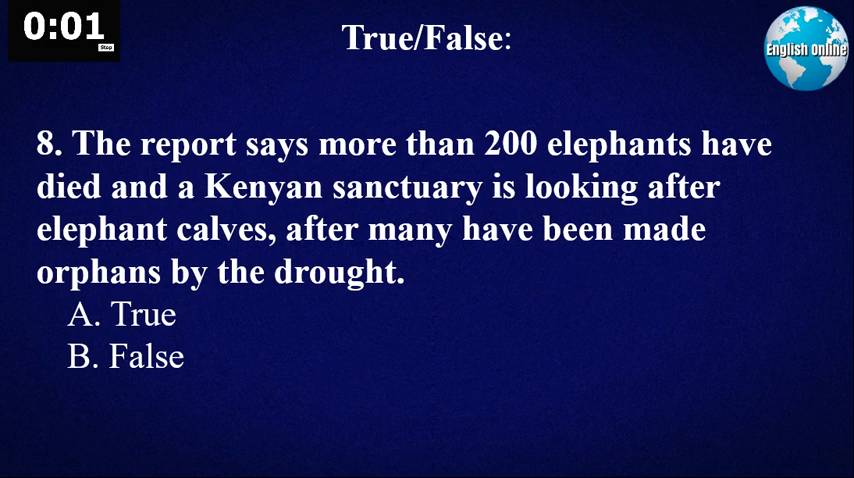 0:01
Stop
True/False:
English Online
8. The report says more than 200 elephants have
died and a Kenyan sanctuary is looking after
elephant calves, after many have been made
orphans by the drought.
A. True
B. False